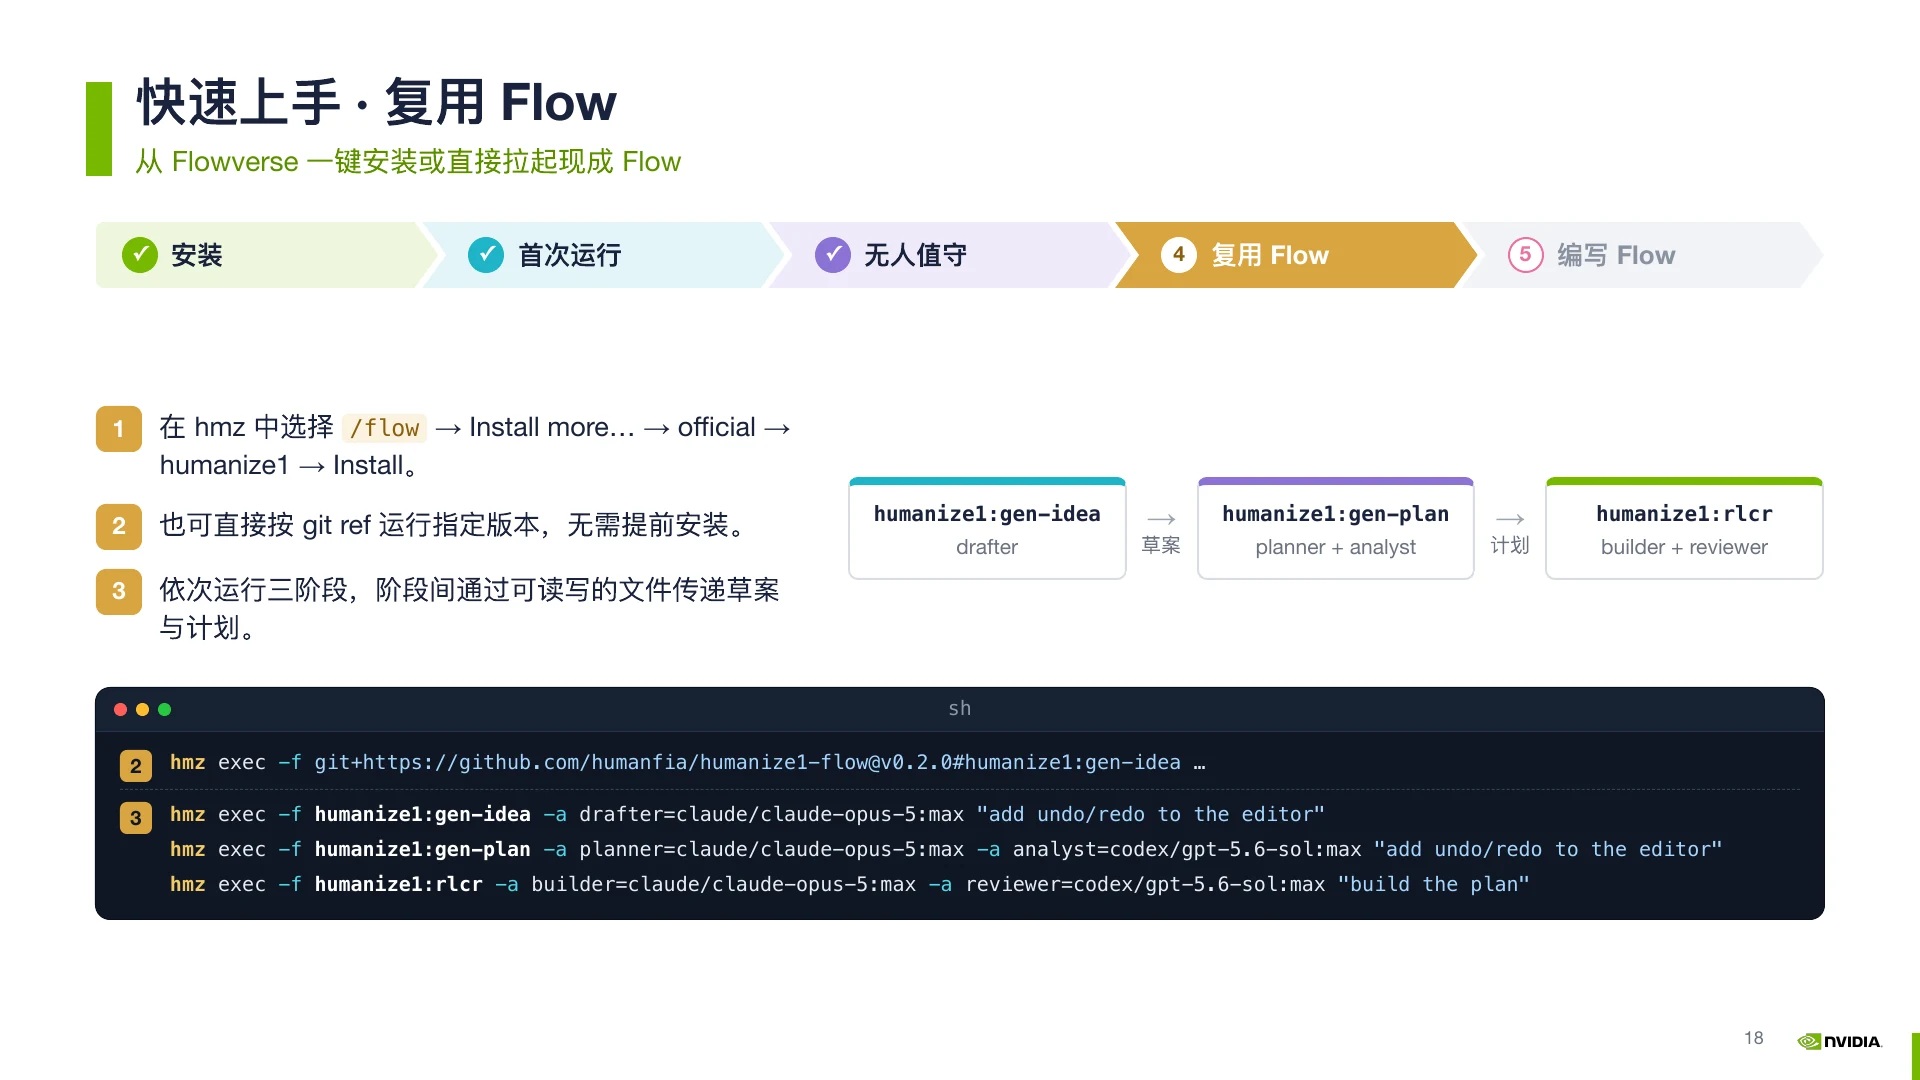 快速上手 · 复用 Flow
从 Flowverse 一键安装或直接拉起现成 Flow
✓ 安装
✓ 首次运行
✓ 无人值守
4 复用 Flow
5 编写 Flow
1 在 hmz 中选择 /flow → Install more… → official →
humanize1 → Install。
2 也可直接按 git ref 运行指定版本，无需提前安装。
3 依次运行三阶段，阶段间通过可读写的文件传递草案
与计划。
humanize1:gen-idea
drafter
→
草案
humanize1:gen-plan
planner + analyst
→
计划
humanize1:rlcr
builder + reviewer
sh
2 hmz exec -f git+https://github.com/humanfia/humanize1-flow@v0.2.0#humanize1:gen-idea …
3 hmz exec -f humanize1:gen-idea -a drafter=claude/claude-opus-5:max "add undo/redo to the editor"
hmz exec -f humanize1:gen-plan -a planner=claude/claude-opus-5:max -a analyst=codex/gpt-5.6-sol:max "add undo/redo to the editor"
hmz exec -f humanize1:rlcr -a builder=claude/claude-opus-5:max -a reviewer=codex/gpt-5.6-sol:max "build the plan"
18
NVIDIA